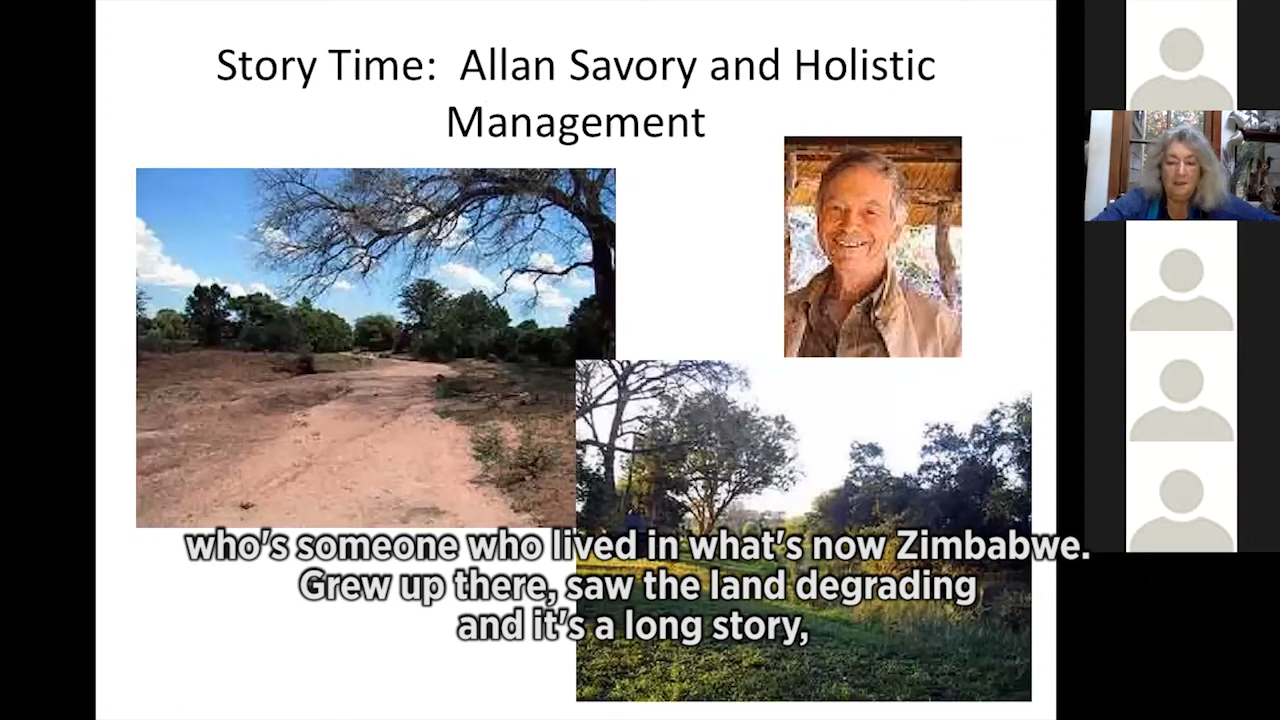 Story Time:  Allan Savory and Holistic
Management
who's someone who lived in what's now Zimbabwe.
Grew up there, saw the land degrading
and it's a long story,